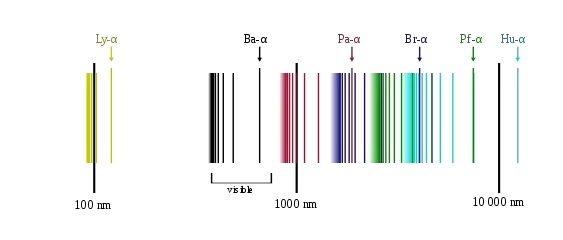 Ly-α Ba-α Pa-α Br-α Pf-α Hu-α
visible
100 nm 1000 nm 10 000 nm